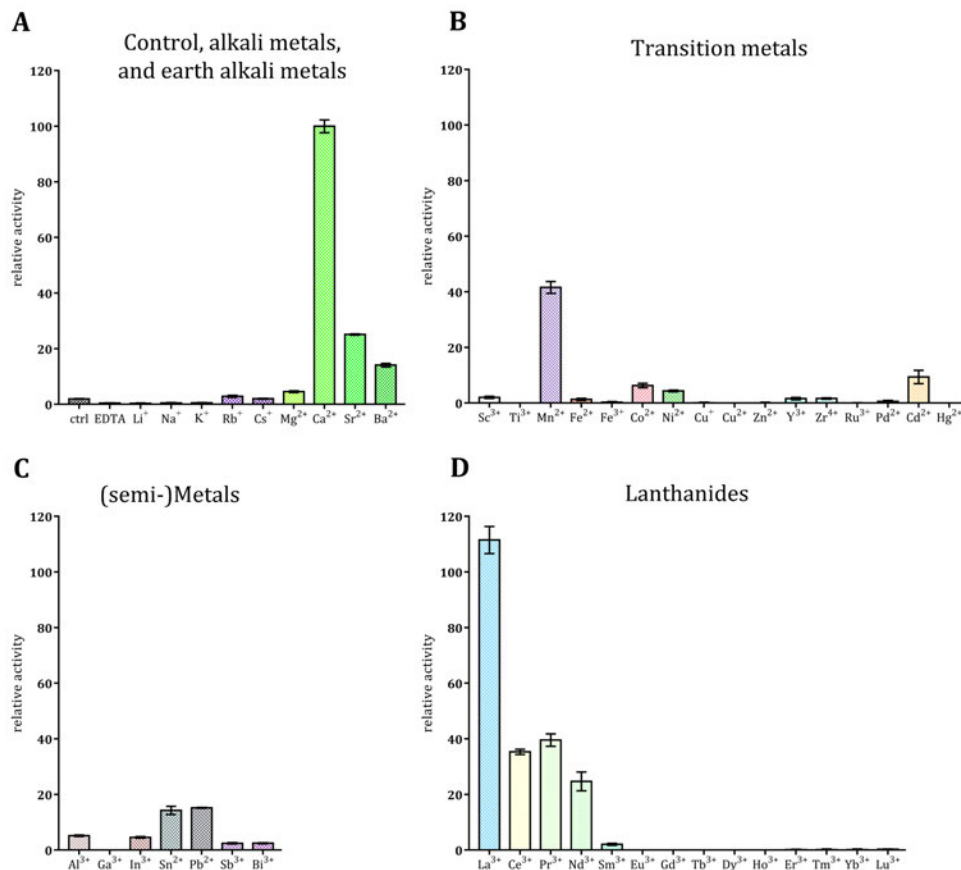 A
Control, alkali metals,
and earth alkali metals
120
100
80
60
40
20
0
relative activity
ctrl EDTA Li⁺ Na⁺ K⁺ Rb⁺ Cs⁺ Mg²⁺ Ca²⁺ Sr²⁺ Ba²⁺
B
Transition metals
120
100
80
60
40
20
0
relative activity
Sc³⁺ Ti³⁺ Mn²⁺ Fe²⁺ Fe³⁺ Co²⁺ Ni²⁺ Cu⁺ Cu²⁺ Zn²⁺ Y³⁺ Zr⁴⁺ Ru³⁺ Pd²⁺ Cd²⁺ Hg²⁺
C
(semi-)Metals
120
100
80
60
40
20
0
relative activity
Al³⁺ Ga³⁺ In³⁺ Sn²⁺ Pb²⁺ Sb³⁺ Bi³⁺
D
Lanthanides
120
100
80
60
40
20
0
relative activity
La³⁺ Ce³⁺ Pr³⁺ Nd³⁺ Sm³⁺ Eu³⁺ Gd³⁺ Tb³⁺ Dy³⁺ Ho³⁺ Er³⁺ Tm³⁺ Yb³⁺ Lu³⁺